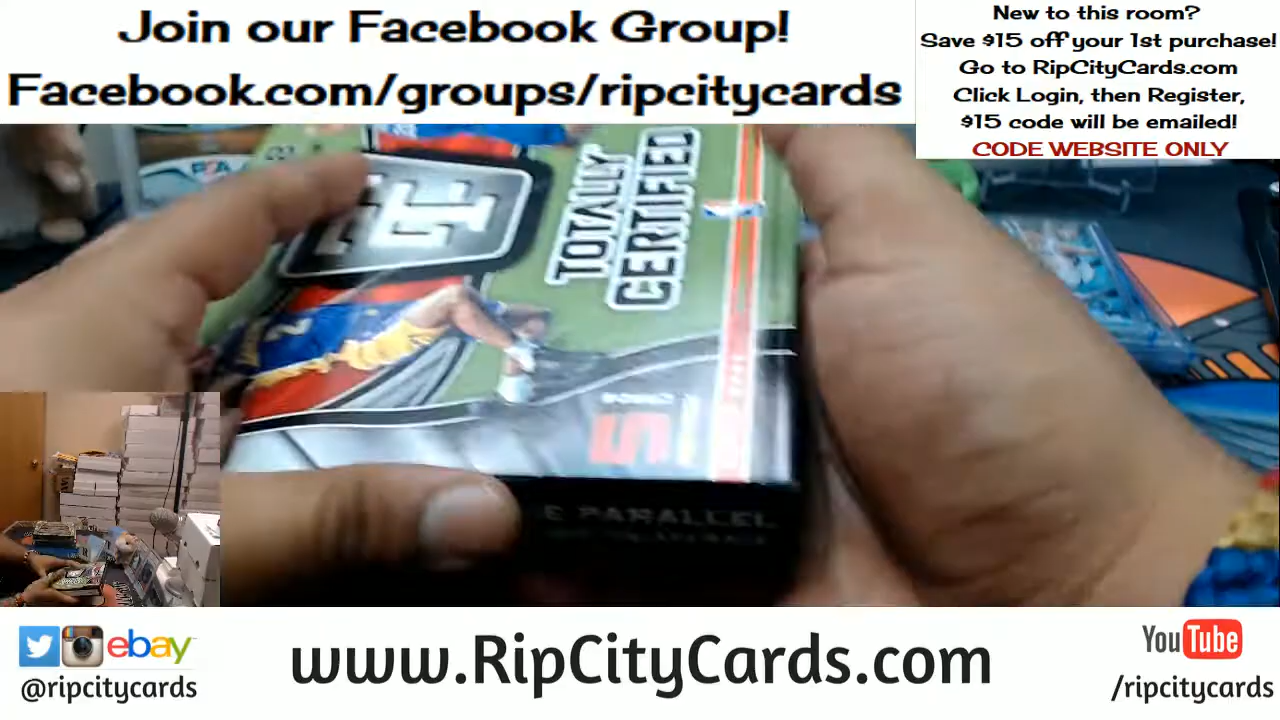 Join our Facebook Group!
Facebook.com/groups/ripcitycards
New to this room?
Save $15 off your 1st purchase!
Go to RipCityCards.com
Click Login, then Register,
$15 code will be emailed!
CODE WEBSITE ONLY
TOTALLY
CERTIFIED
TC
5
E PARALLEL
ebay
@ripcitycards
www.RipCityCards.com
YouTube
/ripcitycards